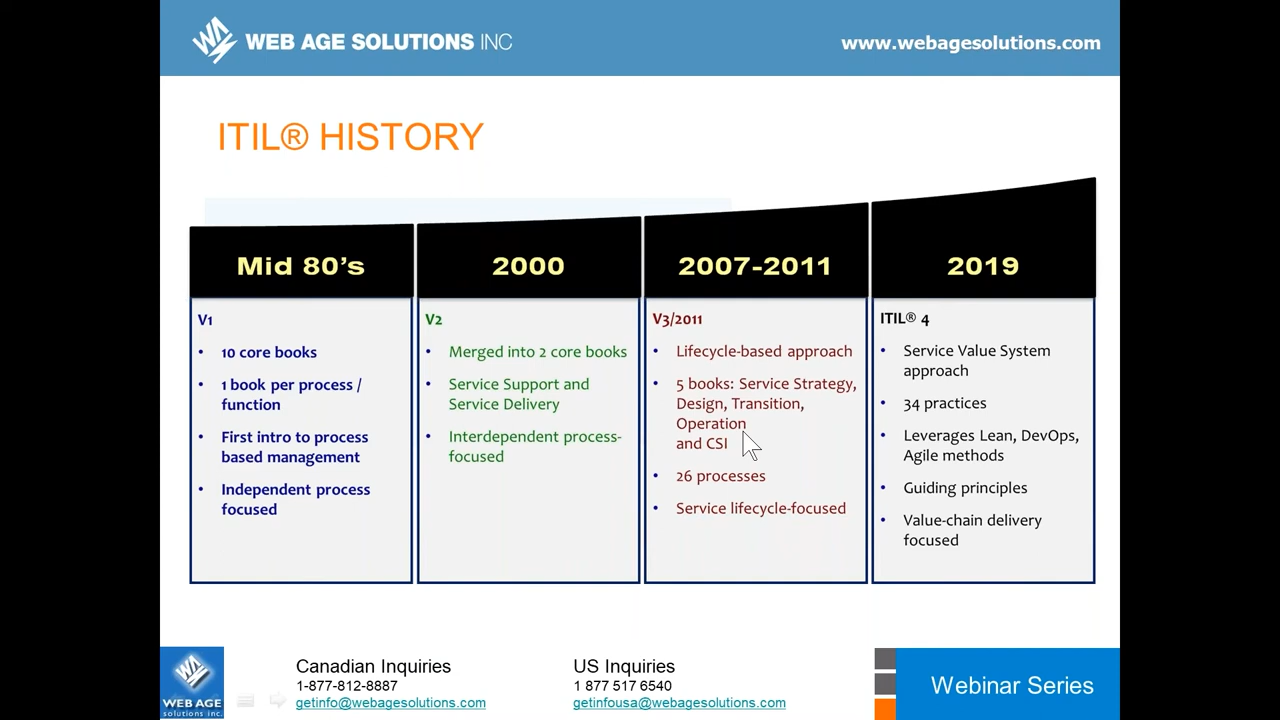 WEB AGE SOLUTIONS INC
www.webagesolutions.com
ITIL® HISTORY
Mid 80's
V1
• 10 core books
• 1 book per process /
function
• First intro to process
based management
• Independent process
focused
2000
V2
• Merged into 2 core books
• Service Support and
Service Delivery
• Interdependent process-
focused
2007-2011
V3/2011
• Lifecycle-based approach
• 5 books: Service Strategy,
Design, Transition,
Operation
and CSI
• 26 processes
• Service lifecycle-focused
2019
ITIL® 4
• Service Value System
approach
• 34 practices
• Leverages Lean, DevOps,
Agile methods
• Guiding principles
• Value-chain delivery
focused
WEB AGE
solutions inc.
Canadian Inquiries
1-877-812-8887
getinfo@webagesolutions.com
US Inquiries
1 877 517 6540
getinfousa@webagesolutions.com
Webinar Series